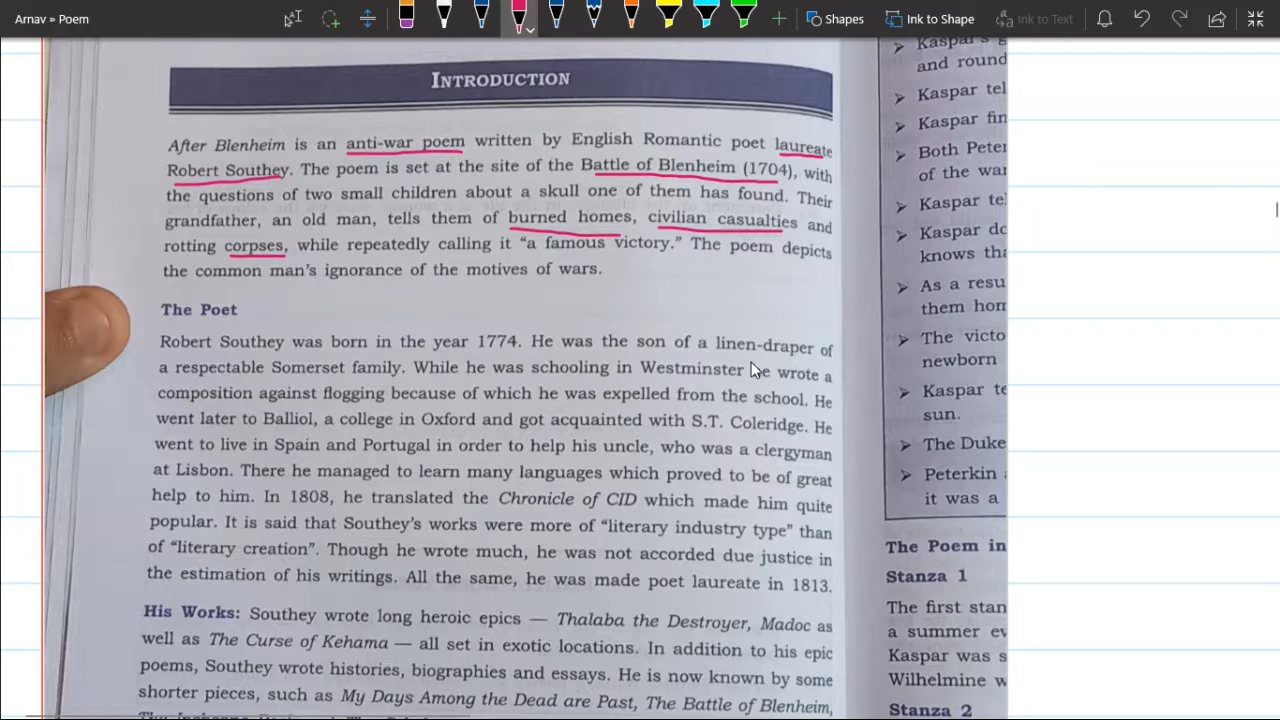 Arnav » Poem
Shapes
Ink to Shape
Ink to Text
INTRODUCTION
After Blenheim is an anti-war poem written by English Romantic poet laureate
Robert Southey. The poem is set at the site of the Battle of Blenheim (1704), with
the questions of two small children about a skull one of them has found. Their
grandfather, an old man, tells them of burned homes, civilian casualties and
rotting corpses, while repeatedly calling it “a famous victory.” The poem depicts
the common man's ignorance of the motives of wars.
The Poet
Robert Southey was born in the year 1774. He was the son of a linen-draper of
a respectable Somerset family. While he was schooling in Westminster he wrote a
composition against flogging because of which he was expelled from the school. He
went later to Balliol, a college in Oxford and got acquainted with S.T. Coleridge. He
went to live in Spain and Portugal in order to help his uncle, who was a clergyman
at Lisbon. There he managed to learn many languages which proved to be of great
help to him. In 1808, he translated the Chronicle of CID which made him quite
popular. It is said that Southey's works were more of “literary industry type” than
of “literary creation”. Though he wrote much, he was not accorded due justice in
the estimation of his writings. All the same, he was made poet laureate in 1813.
His Works: Southey wrote long heroic epics — Thalaba the Destroyer, Madoc as
well as The Curse of Kehama — all set in exotic locations. In addition to his epic
poems, Southey wrote histories, biographies and essays. He is now known by some
shorter pieces, such as My Days Among the Dead are Past, The Battle of Blenheim,
Kaspar's g
and round
Kaspar tel
Kaspar fin
Both Peter
of the war
Kaspar te
Kaspar do
knows tha
As a resu
them hom
The victo
newborn
Kaspar te
sun.
The Duke
Peterkin
it was a
The Poem in
Stanza 1
The first stan
a summer ev
Kaspar was s
Wilhelmine w
Stanza 2